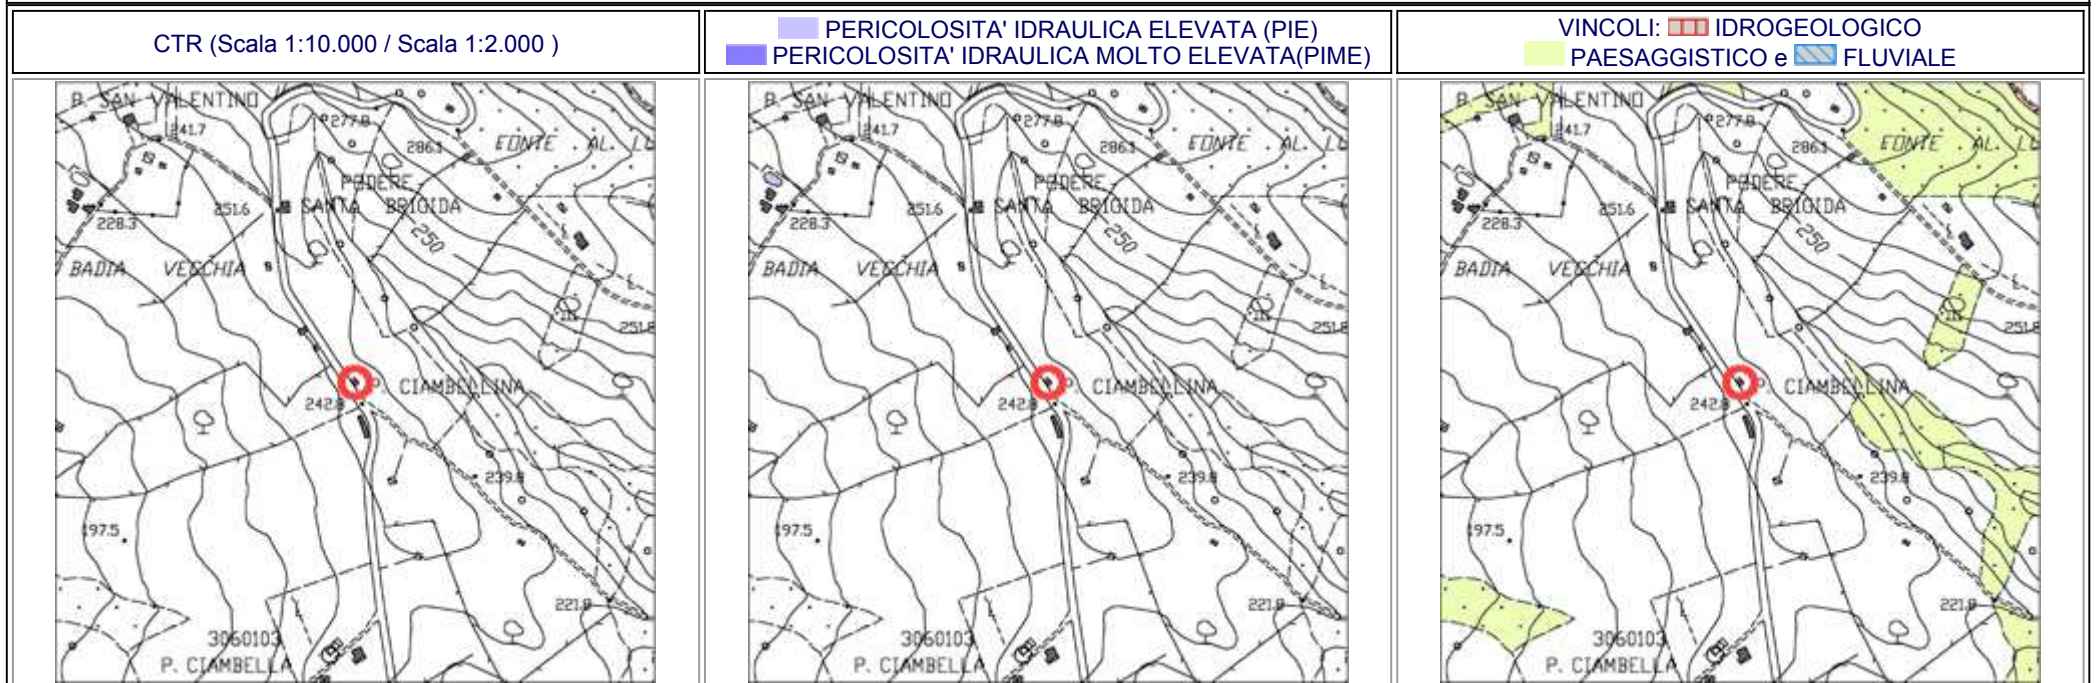 CTR (Scala 1:10.000 / Scala 1:2.000 )
PERICOLOSITA' IDRAULICA ELEVATA (PIE)
PERICOLOSITA' IDRAULICA MOLTO ELEVATA(PIME)
VINCOLI: IDROGEOLOGICO
PAESAGGISTICO e FLUVIALE
P. SAN VALENTINO
241.7
277.8
286.1
FONTE AL LU
PODERE
SANTA BRIGIDA
251.6
228.3
250
BADIA VECCHIA
251.8
P. CIAMBELLINA
242.8
239.8
197.5
221.8
3060103
P. CIAMBELLA
P. SAN VALENTINO
241.7
277.8
286.1
FONTE AL LU
PODERE
SANTA BRIGIDA
251.6
228.3
250
BADIA VECCHIA
251.8
P. CIAMBELLINA
242.8
239.8
197.5
221.8
3060103
P. CIAMBELLA
P. SAN VALENTINO
241.7
277.8
286.1
FONTE AL LU
PODERE
SANTA BRIGIDA
251.6
228.3
250
BADIA VECCHIA
251.8
P. CIAMBELLINA
242.8
239.8
197.5
221.8
3060103
P. CIAMBELLA